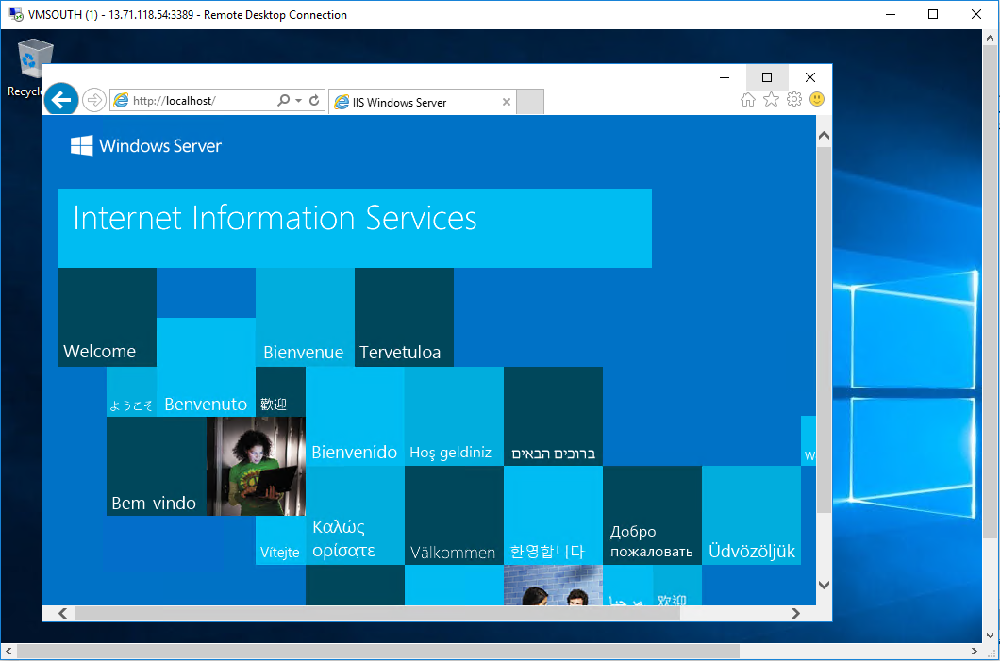 VMSOUTH (1) - 13.71.118.54:3389 - Remote Desktop Connection
http://localhost/
IIS Windows Server
Windows Server
Internet Information Services
Welcome
Bienvenue
Tervetuloa
ようこそ
Benvenuto
歡迎
Bienvenido
Hoş geldiniz
ברוכים הבאים
Bem-vindo
Vítejte
Καλώς
ορίσατε
Välkommen
환영합니다
Добро
пожаловать
Üdvözöljük
欢迎